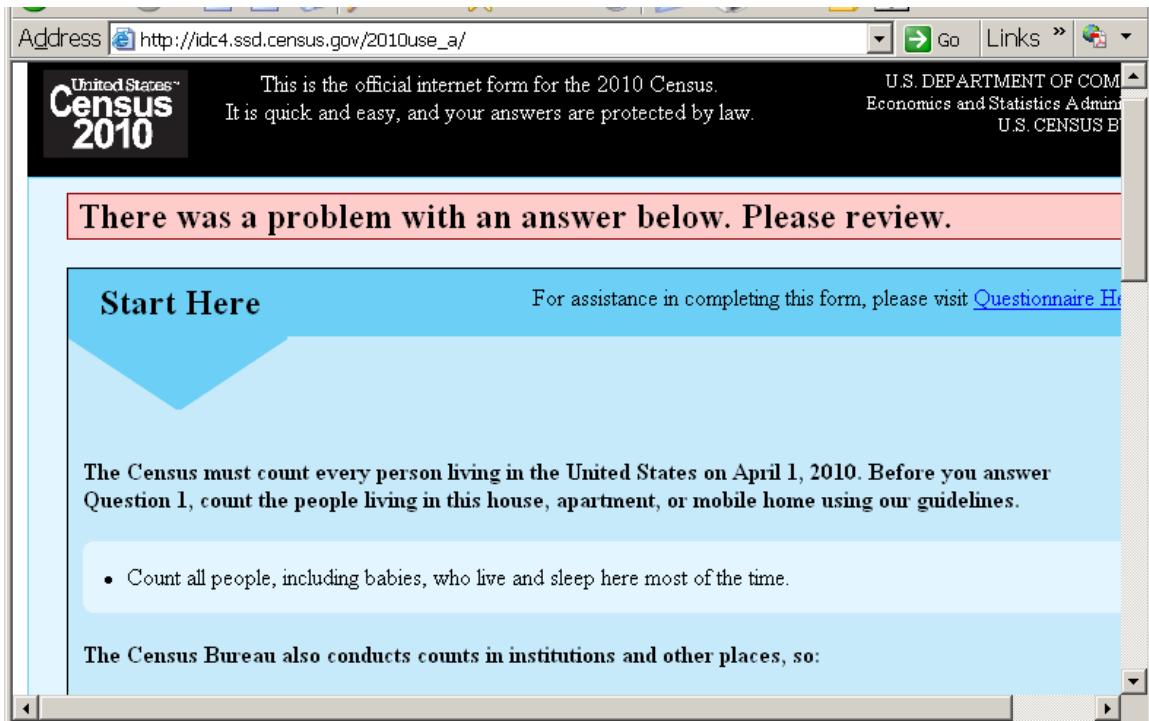 Address http://idc4.ssd.census.gov/2010use_a/ Go Links »
United States™
Census
2010
This is the official internet form for the 2010 Census.
It is quick and easy, and your answers are protected by law.
U.S. DEPARTMENT OF COM
Economics and Statistics Admini
U.S. CENSUS B
There was a problem with an answer below. Please review.
Start Here
For assistance in completing this form, please visit Questionnaire He
The Census must count every person living in the United States on April 1, 2010. Before you answer
Question 1, count the people living in this house, apartment, or mobile home using our guidelines.
• Count all people, including babies, who live and sleep here most of the time.
The Census Bureau also conducts counts in institutions and other places, so: